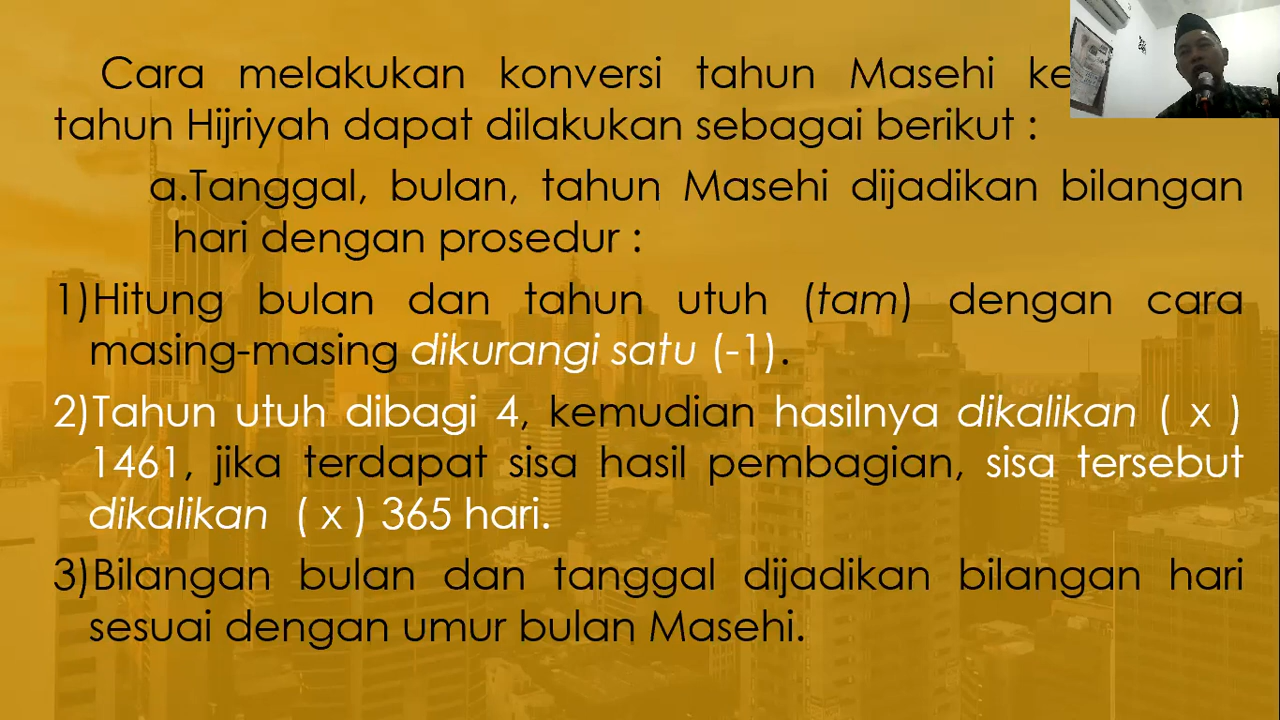 Cara melakukan konversi tahun Masehi ke
tahun Hijriyah dapat dilakukan sebagai berikut :
a.Tanggal, bulan, tahun Masehi dijadikan bilangan
hari dengan prosedur :
1)Hitung bulan dan tahun utuh (tam) dengan cara
masing-masing dikurangi satu (-1).
2)Tahun utuh dibagi 4, kemudian hasilnya dikalikan ( x )
1461, jika terdapat sisa hasil pembagian, sisa tersebut
dikalikan ( x ) 365 hari.
3)Bilangan bulan dan tanggal dijadikan bilangan hari
sesuai dengan umur bulan Masehi.